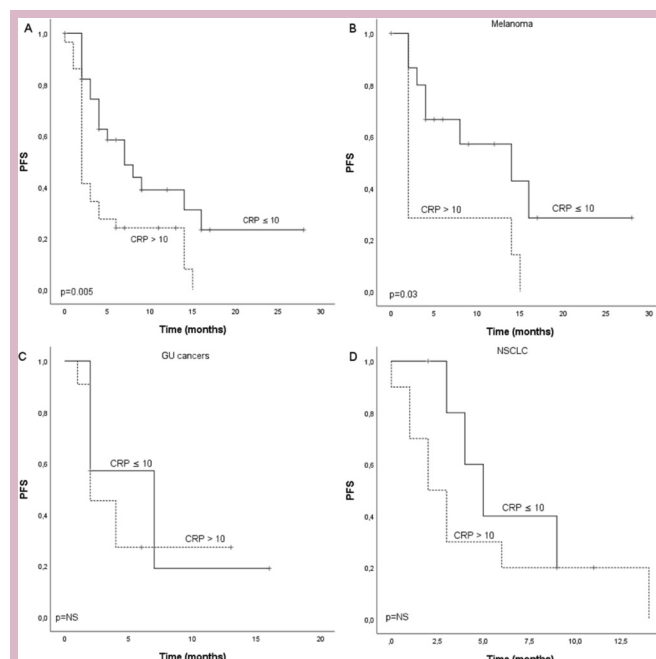 A
1,0
0,8
0,6
0,4
0,2
0,0
PFS
CRP ≤ 10
CRP > 10
p=0.005
0 5 10 15 20 25 30
Time (months)
B
Melanoma
1,0
0,8
0,6
0,4
0,2
0,0
PFS
CRP > 10
CRP ≤ 10
p=0.03
0 5 10 15 20 25 30
Time (months)
C
GU cancers
1,0
0,8
0,6
0,4
0,2
0,0
PFS
CRP ≤ 10
CRP > 10
p=NS
0 5 10 15 20
Time (months)
D
NSCLC
1,0
0,8
0,6
0,4
0,2
0,0
PFS
CRP ≤ 10
CRP > 10
p=NS
,0 2,5 5,0 7,5 10,0 12,5
Time (months)